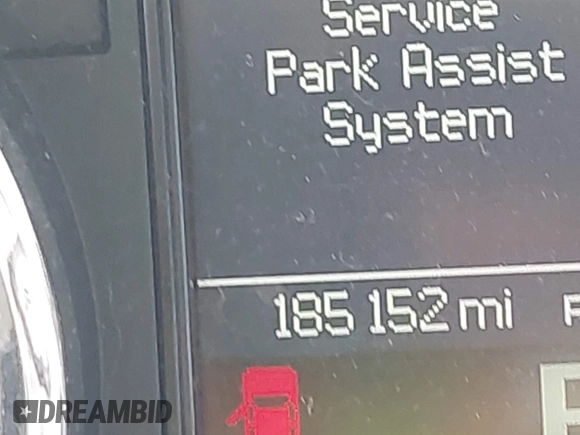 Service
Park Assist
System
185 152 mi
DREAMBID